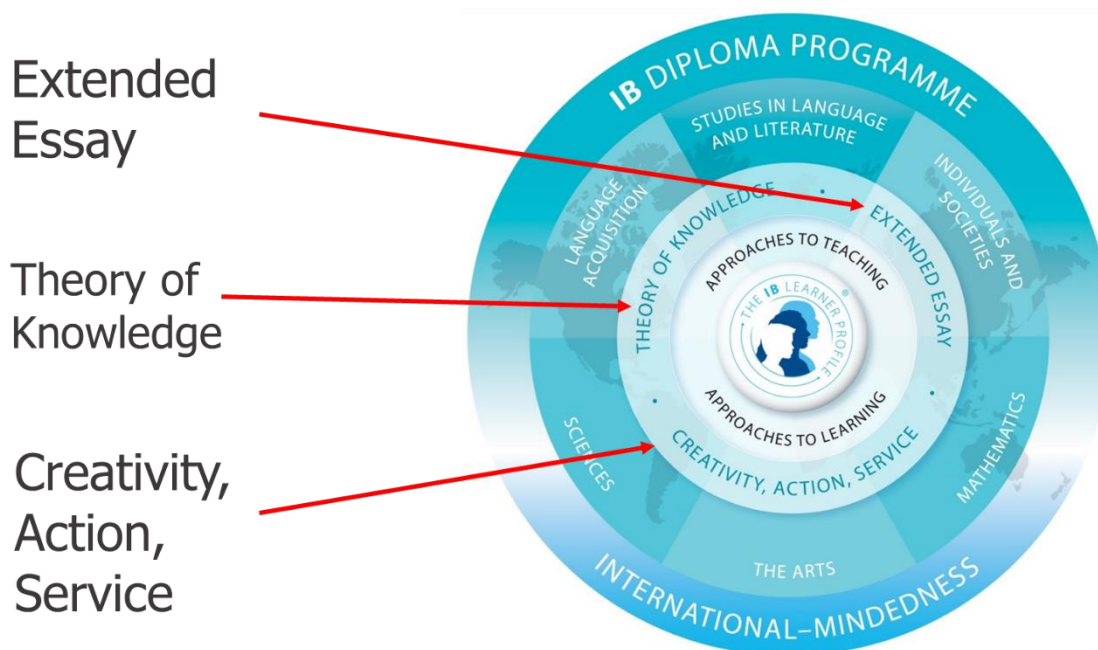 Extended
Essay
Theory of
Knowledge
Creativity,
Action,
Service
IB DIPLOMA PROGRAMME
STUDIES IN LANGUAGE
AND LITERATURE
LANGUAGE
ACQUISITION
INDIVIDUALS AND
SOCIETIES
THEORY OF KNOWLEDGE
EXTENDED ESSAY
APPROACHES TO TEACHING
THE IB LEARNER PROFILE
®
APPROACHES TO LEARNING
CREATIVITY, ACTION, SERVICE
SCIENCES
MATHEMATICS
THE ARTS
INTERNATIONAL–MINDEDNESS